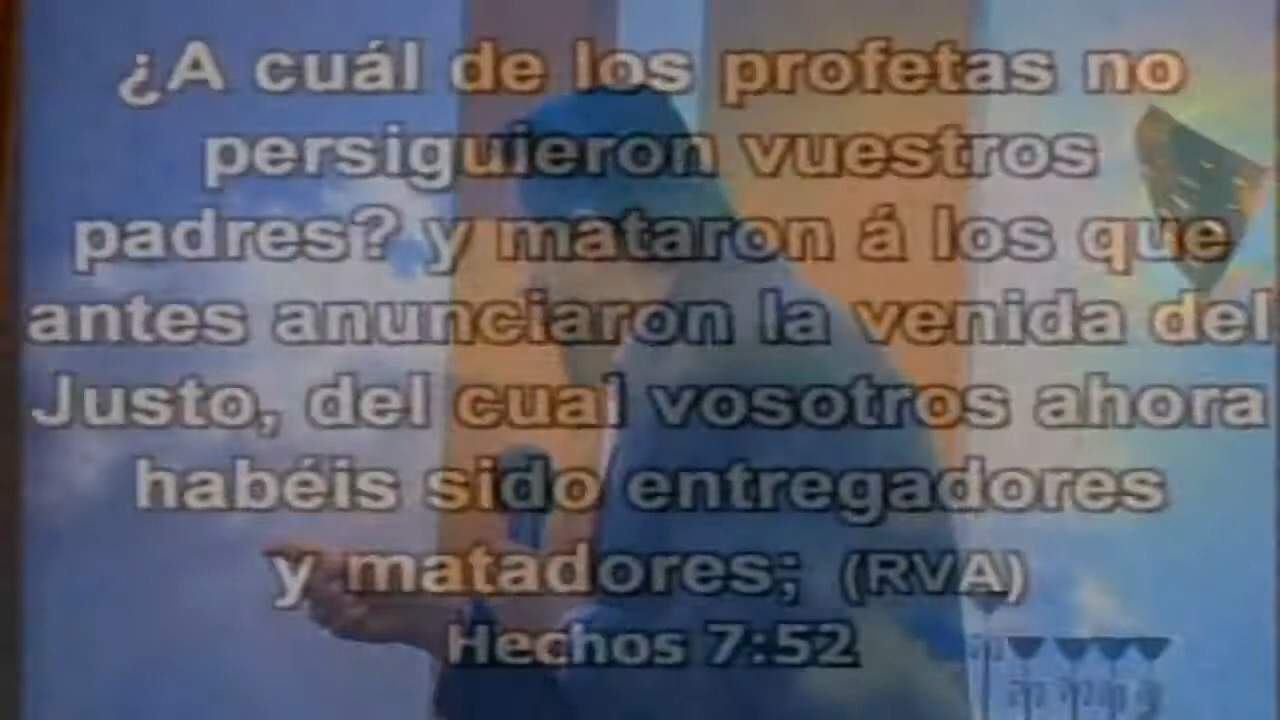 ¿A cuál de los profetas no
persiguieron vuestros
padres? y mataron á los que
antes anunciaron la venida del
Justo, del cual vosotros ahora
habéis sido entregadores
y matadores; (RVA)
Hechos 7:52